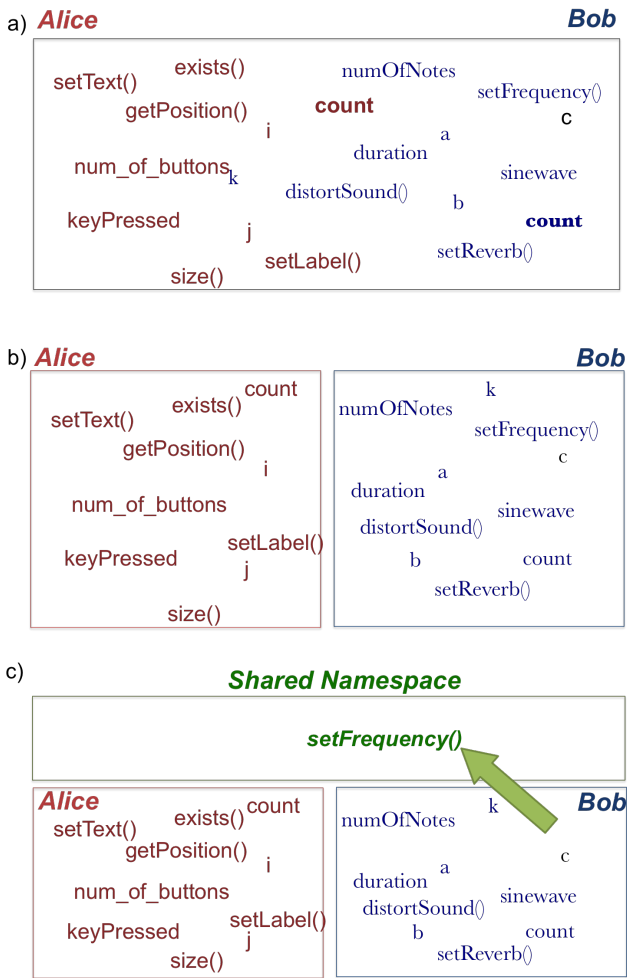 a) Alice Bob
setText() exists() numOfNotes setFrequency()
getPosition() count c
i a
duration
num_of_buttons k distortSound() sinewave
b
keyPressed j count
setLabel() setReverb()
size()
b) Alice Bob
count k
setText() exists() numOfNotes
getPosition() setFrequency()
i a c
duration
num_of_buttons sinewave
distortSound()
keyPressed setLabel() b count
j setReverb()
size()
c)
Shared Namespace
setFrequency()
Alice Bob
count k
setText() exists() numOfNotes
getPosition() c
i a
duration
num_of_buttons sinewave
distortSound()
keyPressed setLabel() b count
j setReverb()
size()